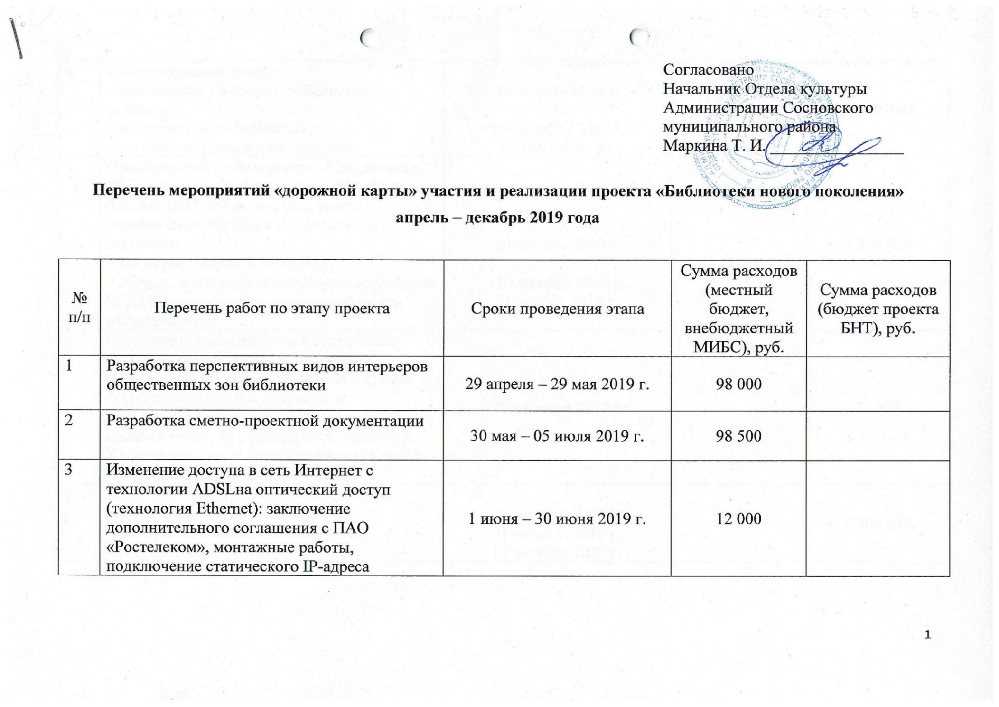 Согласовано
Начальник Отдела культуры
Администрации Сосновского
муниципального района
Маркина Т. И.
Перечень мероприятий «дорожной карты» участия и реализации проекта «Библиотеки нового поколения»
апрель – декабрь 2019 года
№ п/п
Перечень работ по этапу проекта
Сроки проведения этапа
Сумма расходов
(местный
бюджет,
внебюджетный
МИБС), руб.
Сумма расходов
(бюджет проекта
БНТ), руб.
1
Разработка перспективных видов интерьеров
общественных зон библиотеки
29 апреля – 29 мая 2019 г.
98 000
2
Разработка сметно-проектной документации
30 мая – 05 июля 2019 г.
98 500
3
Изменение доступа в сеть Интернет с
технологии ADSLна оптический доступ
(технология Ethernet): заключение
дополнительного соглашения с ПАО
«Ростелеком», монтажные работы,
подключение статического IP-адреса
1 июня – 30 июня 2019 г.
12 000
1